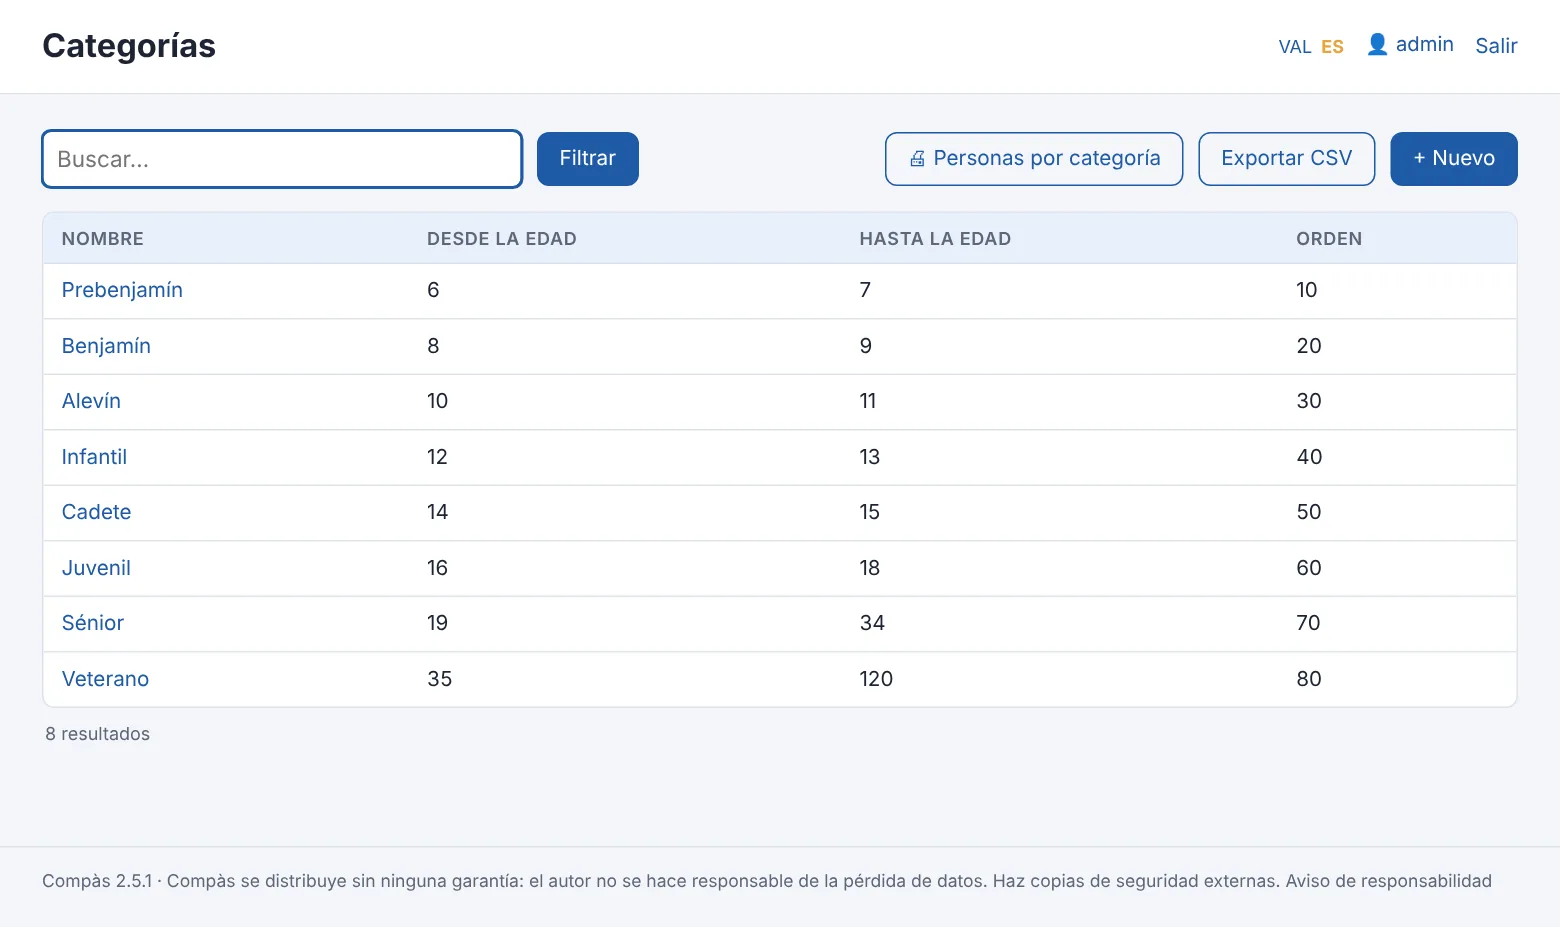 Categorías
VAL ES 👤 admin Salir
Buscar...
Filtrar
🖨 Personas por categoría
Exportar CSV
+ Nuevo
NOMBRE DESDE LA EDAD HASTA LA EDAD ORDEN
Prebenjamín 6 7 10
Benjamín 8 9 20
Alevín 10 11 30
Infantil 12 13 40
Cadete 14 15 50
Juvenil 16 18 60
Sénior 19 34 70
Veterano 35 120 80
8 resultados
Compàs 2.5.1 · Compàs se distribuye sin ninguna garantía: el autor no se hace responsable de la pérdida de datos. Haz copias de seguridad externas. Aviso de responsabilidad